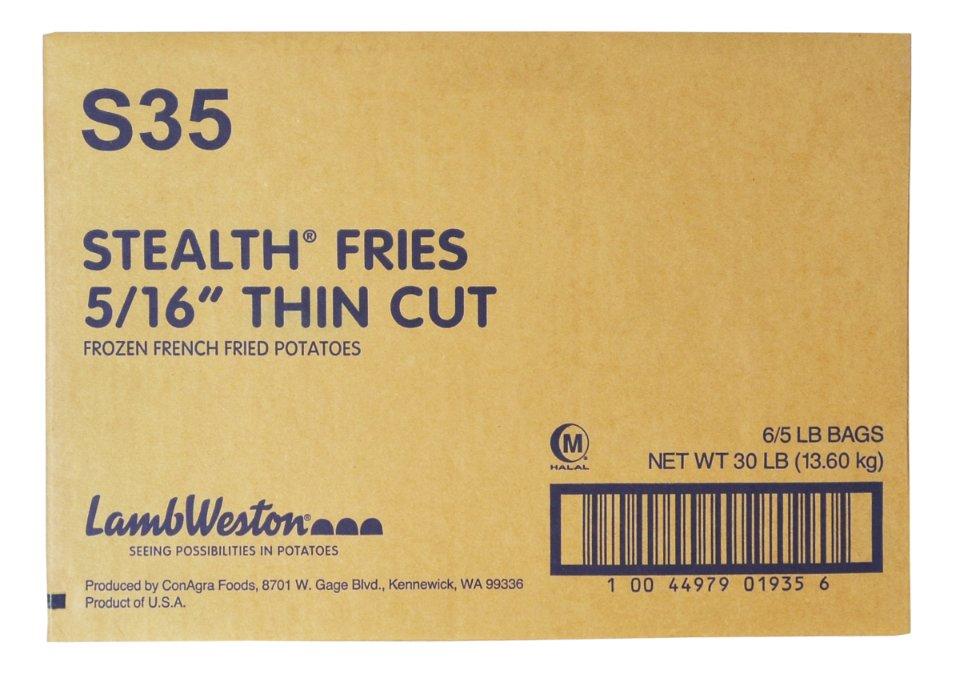 S35
STEALTH® FRIES
5/16″ THIN CUT
FROZEN FRENCH FRIED POTATOES
M
HALAL
6/5 LB BAGS
NET WT 30 LB (13.60 kg)
LambWeston®
SEEING POSSIBILITIES IN POTATOES
Produced by ConAgra Foods, 8701 W. Gage Blvd., Kennewick, WA 99336
Product of U.S.A.
1 00 44979 01935 6